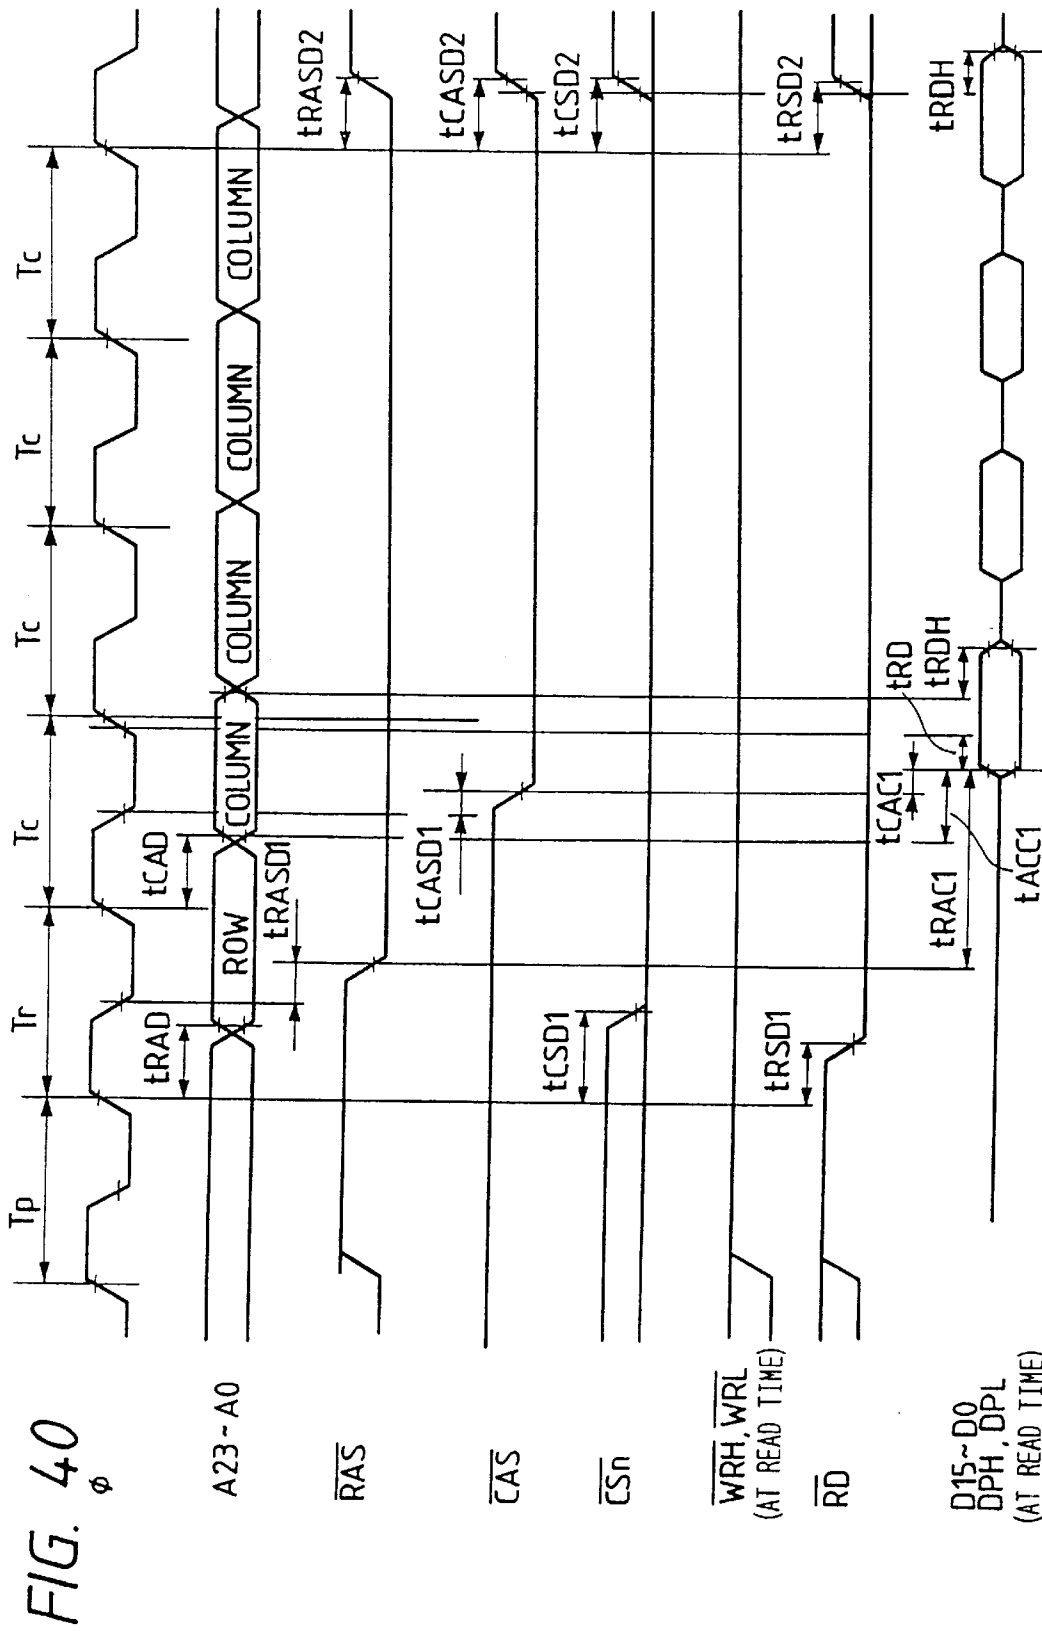 FIG. 40
Tp
Tr
Tc
Tc
Tc
Tc
φ
tRAD
tCAD
A23~A0
ROW
COLUMN
COLUMN
COLUMN
COLUMN
tRASD1
tRASD2
RAS
tCASD1
tCASD2
CAS
tCSD1
tCSD2
CSn
WRH, WRL
(AT READ TIME)
tRSD1
tRSD2
RD
tRAC1
tCAC1
tRD
tRDH
tRDH
tACC1
D15~D0
DPH, DPL
(AT READ TIME)